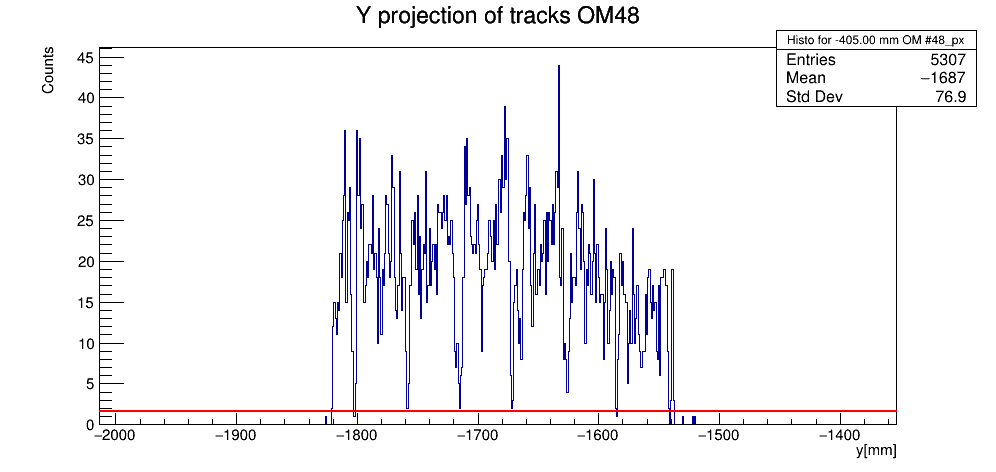 Y projection of tracks OM48
Histo for -405.00 mm OM #48_px
Entries 5307
Mean −1687
Std Dev 76.9
Counts
45
40
35
30
25
20
15
10
5
0
−2000 −1900 −1800 −1700 −1600 −1500 −1400
y[mm]